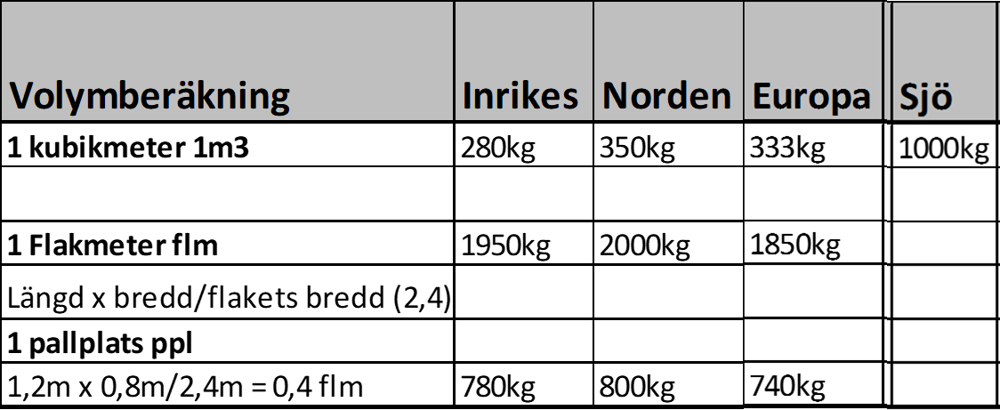 Volymberäkning Inrikes Norden Europa Sjö
1 kubikmeter 1m3 280kg 350kg 333kg 1000kg
1 Flakmeter flm 1950kg 2000kg 1850kg
Längd x bredd/flakets bredd (2,4)
1 pallplats ppl
1,2m x 0,8m/2,4m = 0,4 flm 780kg 800kg 740kg